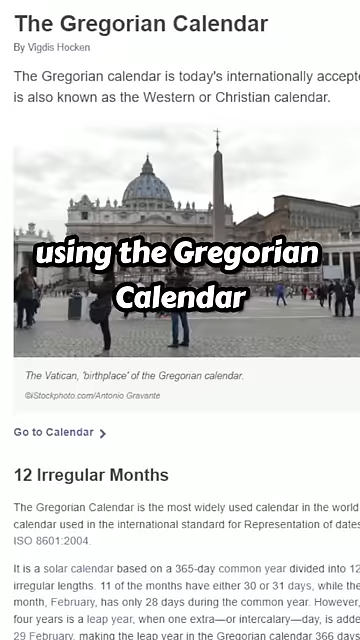 The Gregorian Calendar
By Vigdis Hocken
The Gregorian calendar is today's internationally accepte
is also known as the Western or Christian calendar.
using the Gregorian
Calendar
The Vatican, 'birthplace' of the Gregorian calendar.
©iStockphoto.com/Antonio Gravante
Go to Calendar
12 Irregular Months
The Gregorian Calendar is the most widely used calendar in the world
calendar used in the international standard for Representation of dates
ISO 8601:2004.
It is a solar calendar based on a 365-day common year divided into 12
irregular lengths. 11 of the months have either 30 or 31 days, while the
month, February, has only 28 days during the common year. However,
four years is a leap year, when one extra—or intercalary—day, is adde
29 February, making the leap year in the Gregorian calendar 366 d